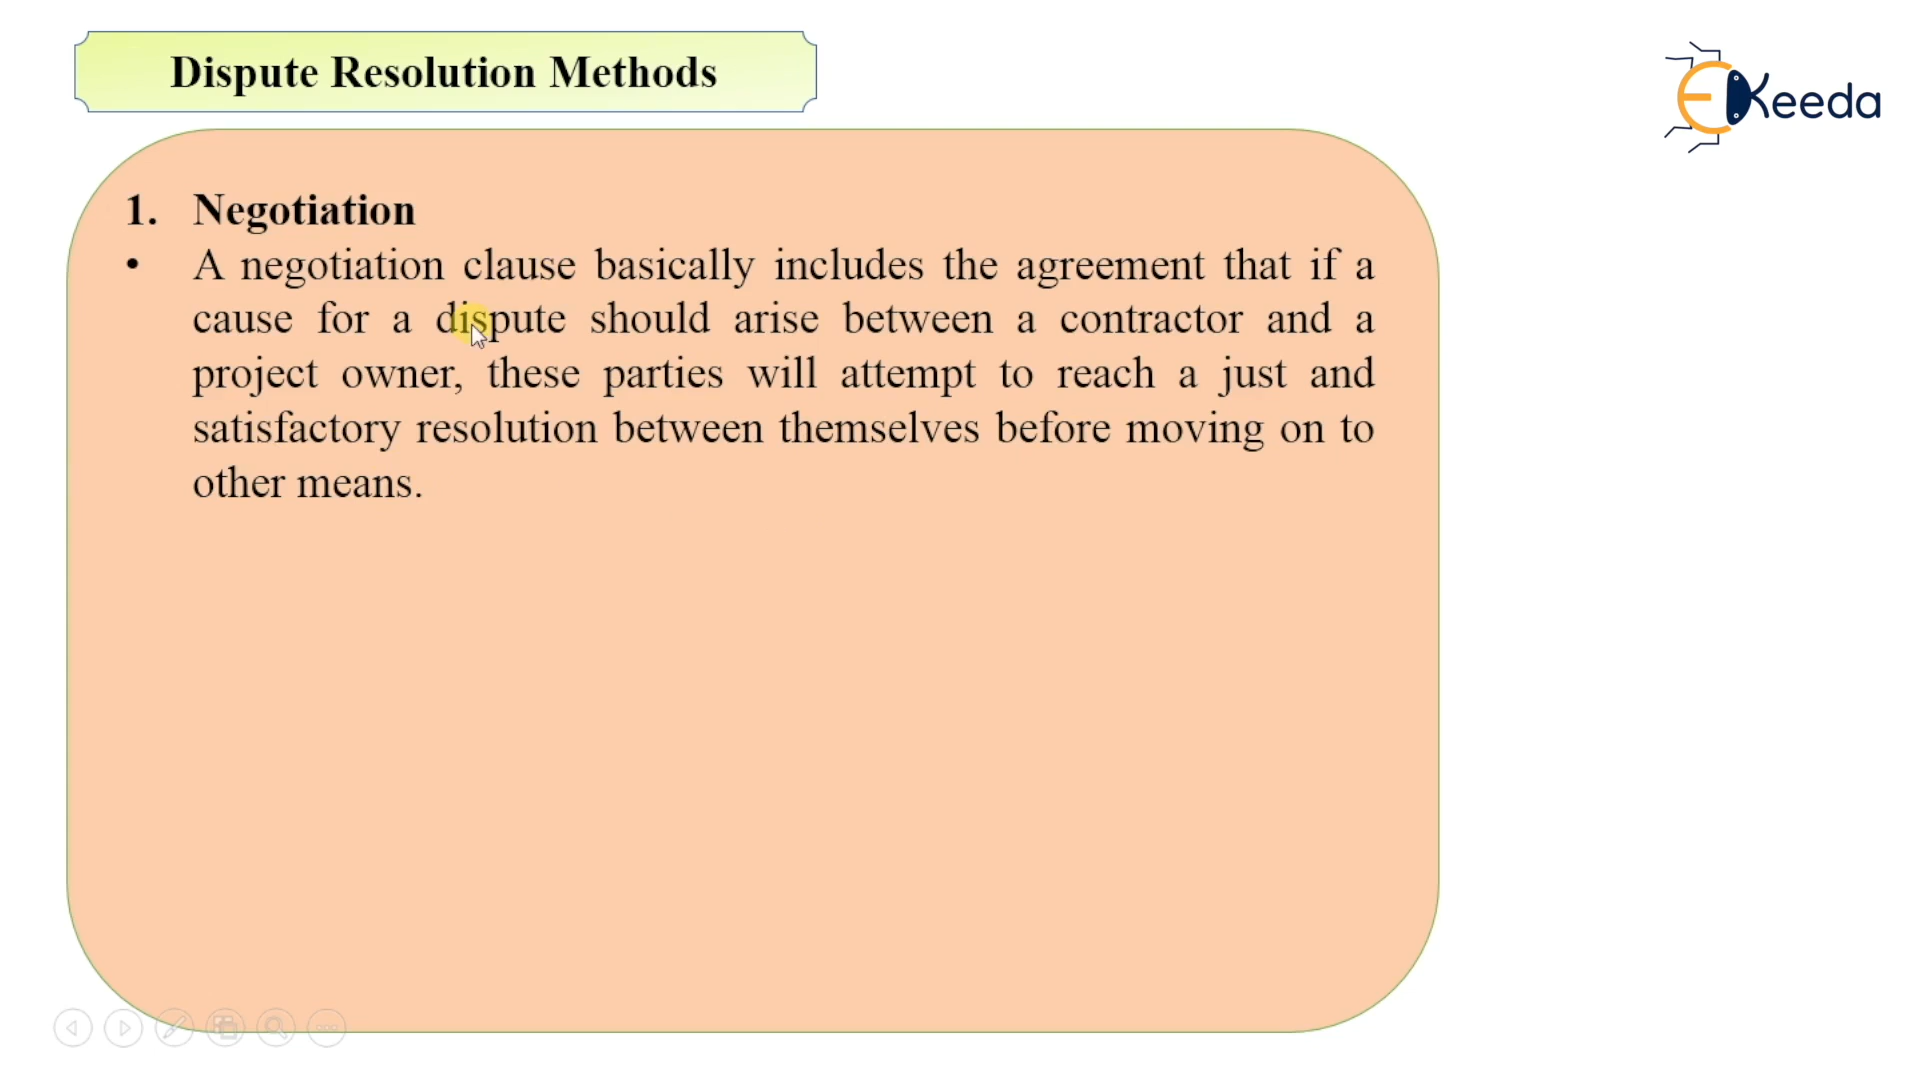 Dispute Resolution Methods
EKeeda
1. Negotiation
• A negotiation clause basically includes the agreement that if a
cause for a dispute should arise between a contractor and a
project owner, these parties will attempt to reach a just and
satisfactory resolution between themselves before moving on to
other means.